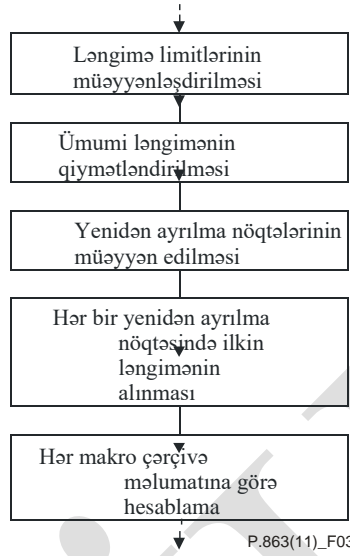 Ləngimə limitlərinin
müəyyənləşdirilməsi
Ümumi ləngimənin
qiymətləndirilməsi
Yenidən ayrılma nöqtələrinin
müəyyən edilməsi
Hər bir yenidən ayrılma
nöqtəsində ilkin
ləngimənin
alınması
Hər makro çərçivə
məlumatına görə
hesablama
P.863(11)_F03